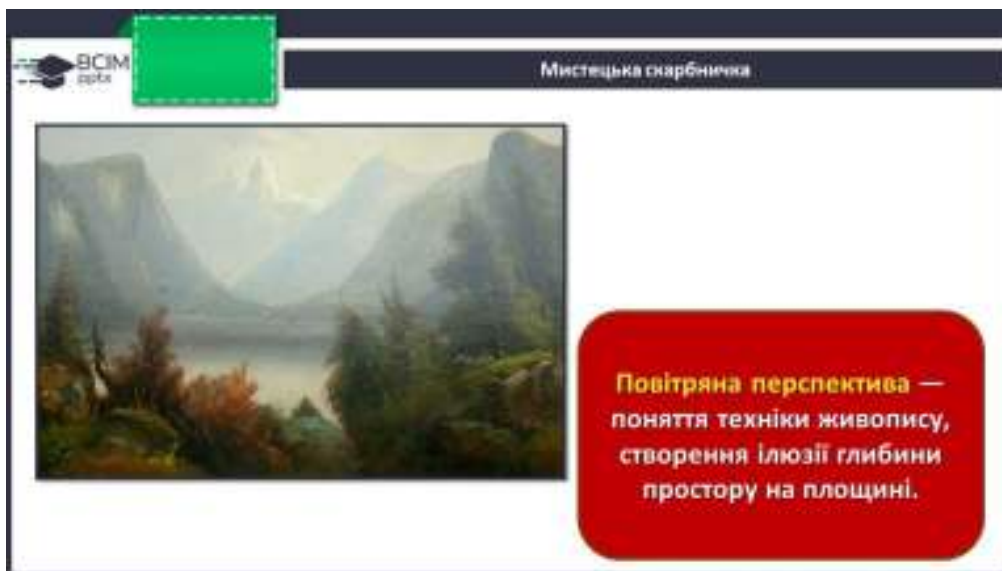 ВСІМ
pptx
Мистецька скарбничка
Повітряна перспектива —
поняття техніки живопису,
створення ілюзії глибини
простору на площині.